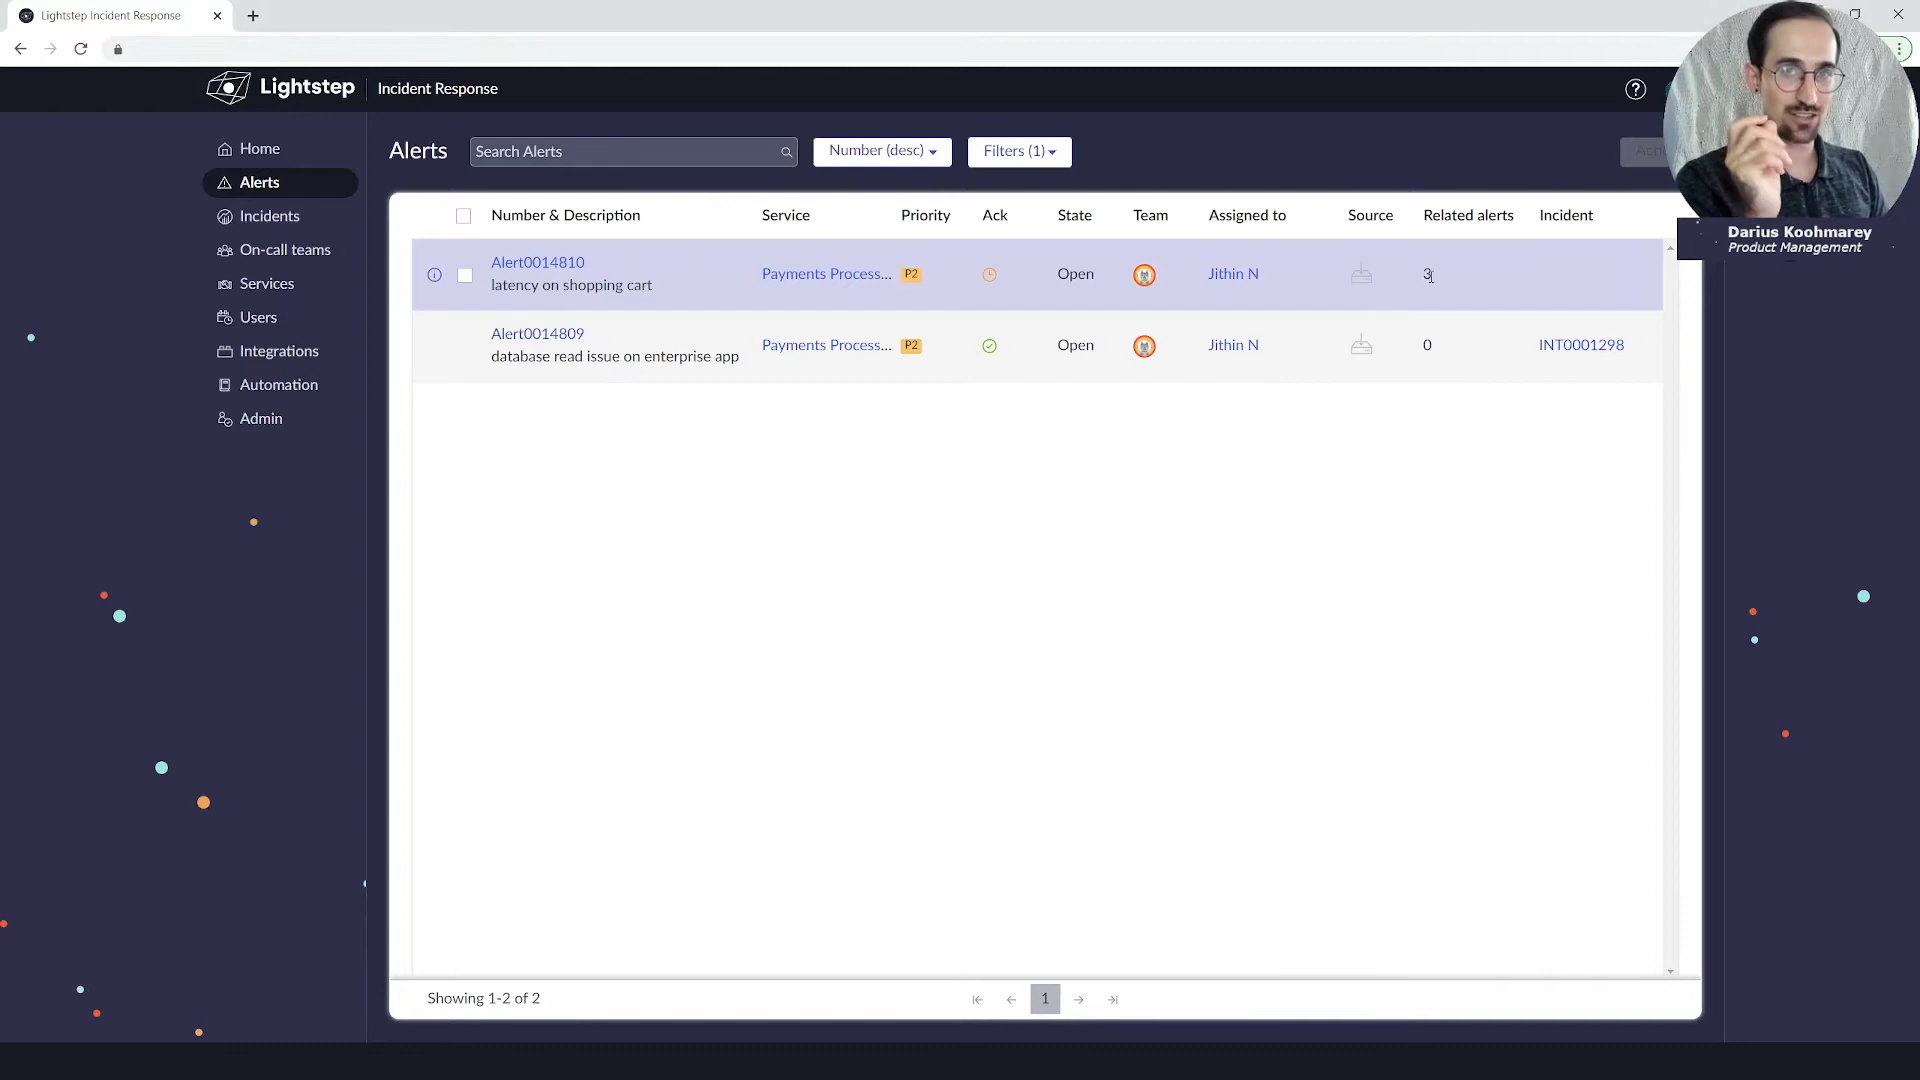 Lightstep Incident Response
Lightstep
Incident Response
Home
Alerts
Incidents
On-call teams
Services
Users
Integrations
Automation
Admin
Alerts
Search Alerts
Number (desc)
Filters (1)
Number & Description
Service
Priority
Ack
State
Team
Assigned to
Source
Related alerts
Incident
Alert0014810
latency on shopping cart
Payments Process...
P2
Open
Jithin N
3
Alert0014809
database read issue on enterprise app
Payments Process...
P2
Open
Jithin N
0
INT0001298
Showing 1-2 of 2
1
Darius Koohmarey
Product Management